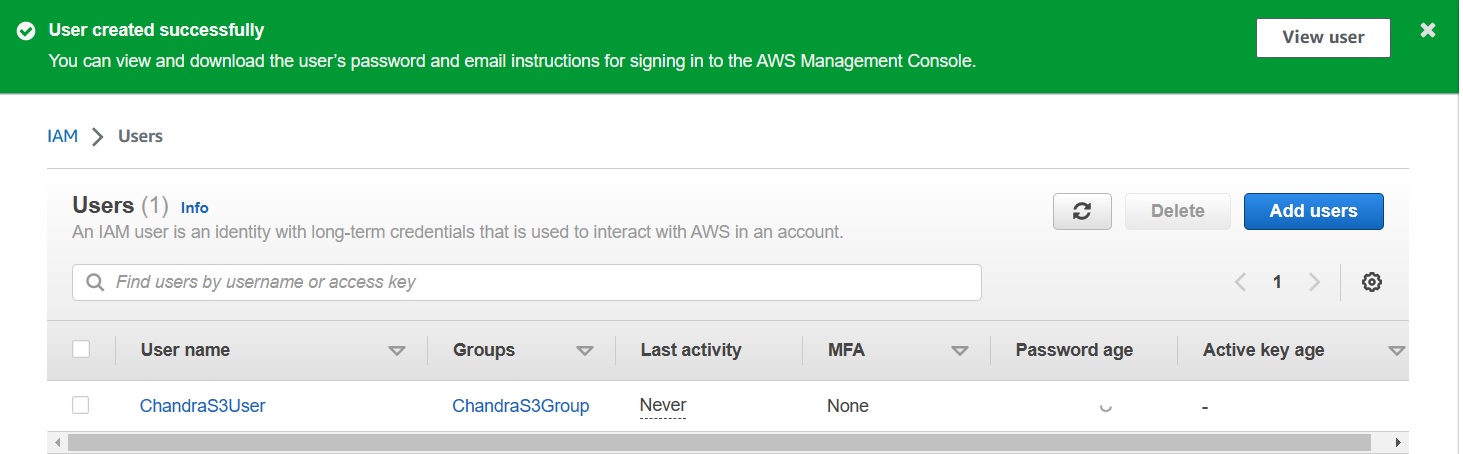 User created successfully
View user
You can view and download the user's password and email instructions for signing in to the AWS Management Console.
IAM > Users
Users (1) Info
Delete
Add users
An IAM user is an identity with long-term credentials that is used to interact with AWS in an account.
Find users by username or access key
1
User name Groups Last activity MFA Password age Active key age
ChandraS3User ChandraS3Group Never None -